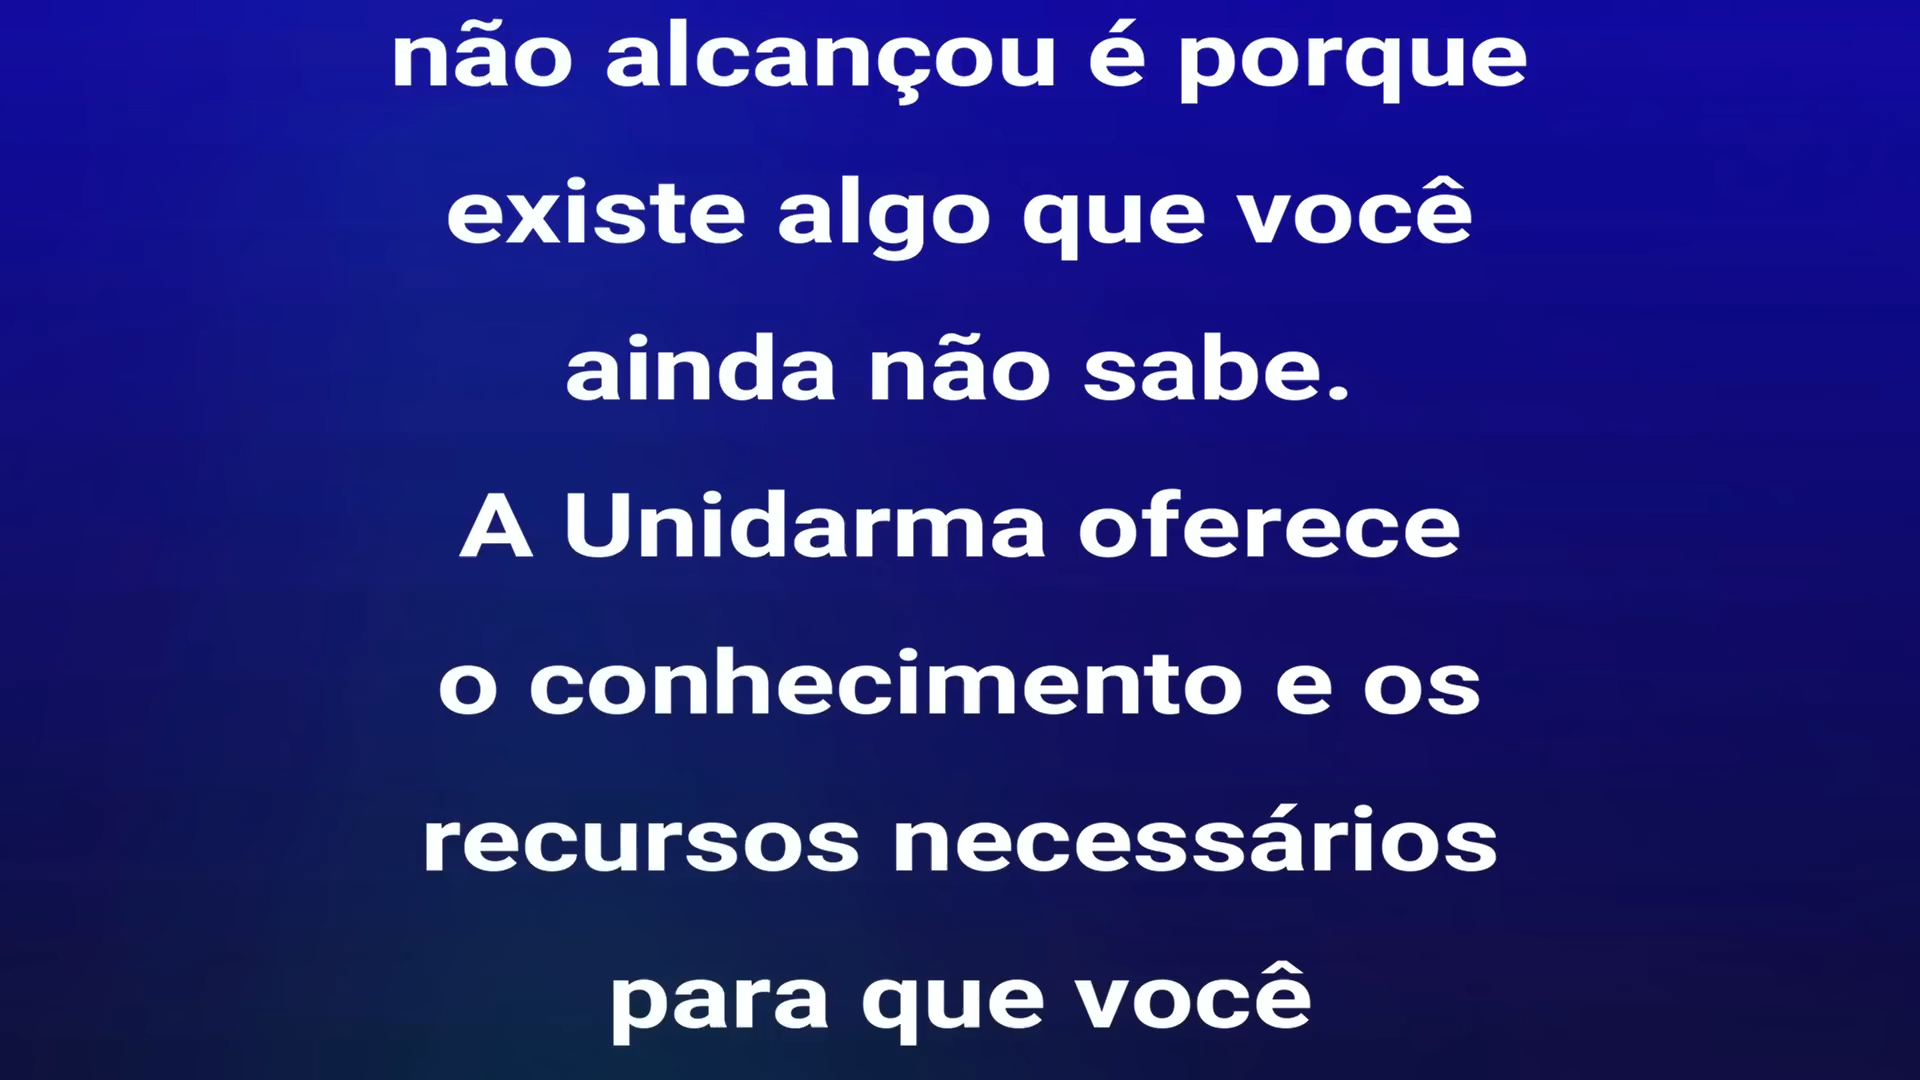 não alcançou é porque
existe algo que você
ainda não sabe.
A Unidarma oferece
o conhecimento e os
recursos necessários
para que você